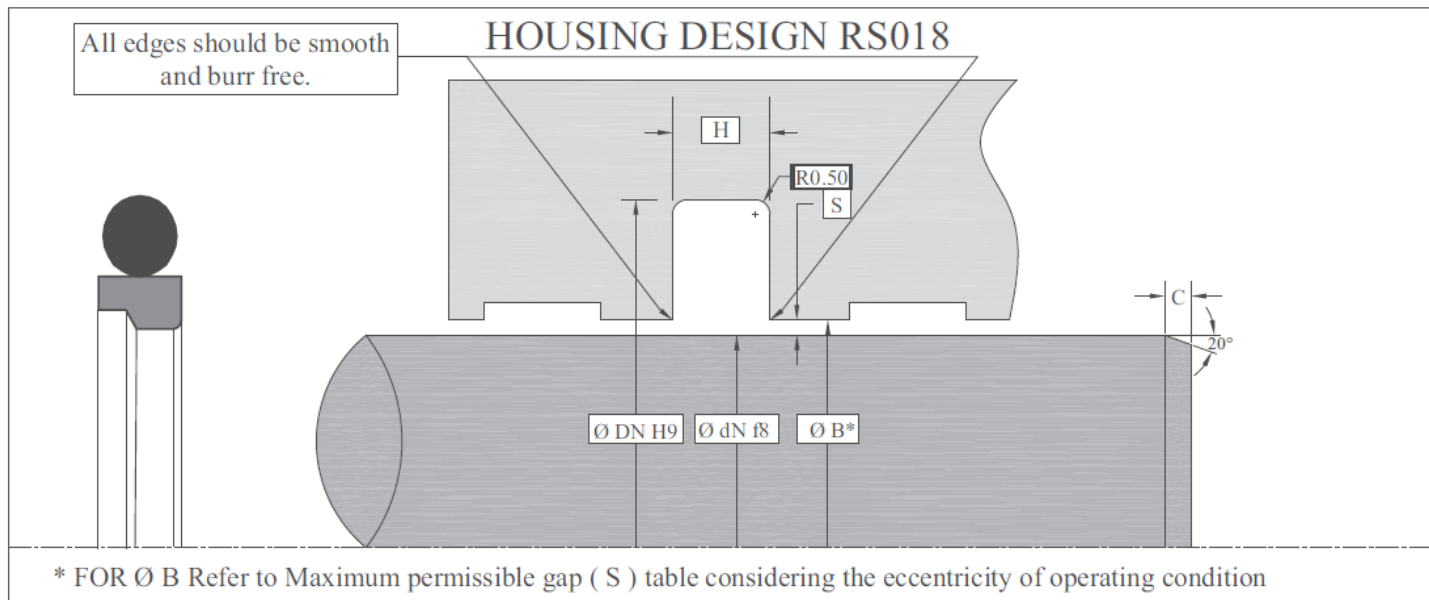 HOUSING DESIGN RS018
All edges should be smooth
and burr free.
H
R0.50
S
C
20°
Ø DN H9
Ø dN f8
Ø B*
* FOR Ø B Refer to Maximum permissible gap ( S ) table considering the eccentricity of operating condition